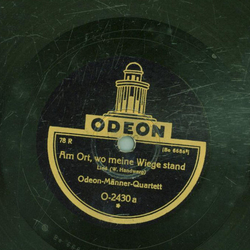 ODEON
78 R
Am Ort, wo meine Wiege stand
Odeon-Männer-Quartett
O-2430 a